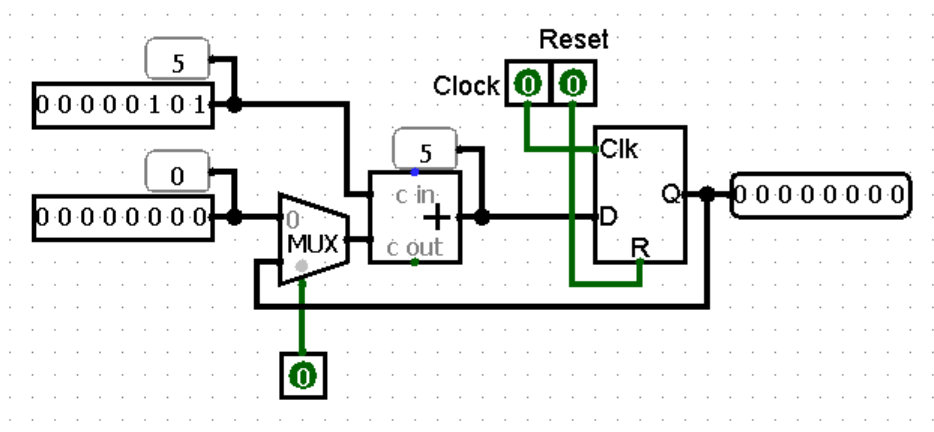 Reset
5
Clock 0 0
0 0 0 0 0 1 0 1
5
Clk
0
c in
Q 0 0 0 0 0 0 0 0
0 0 0 0 0 0 0 0 0 + D
MUX c out R
0